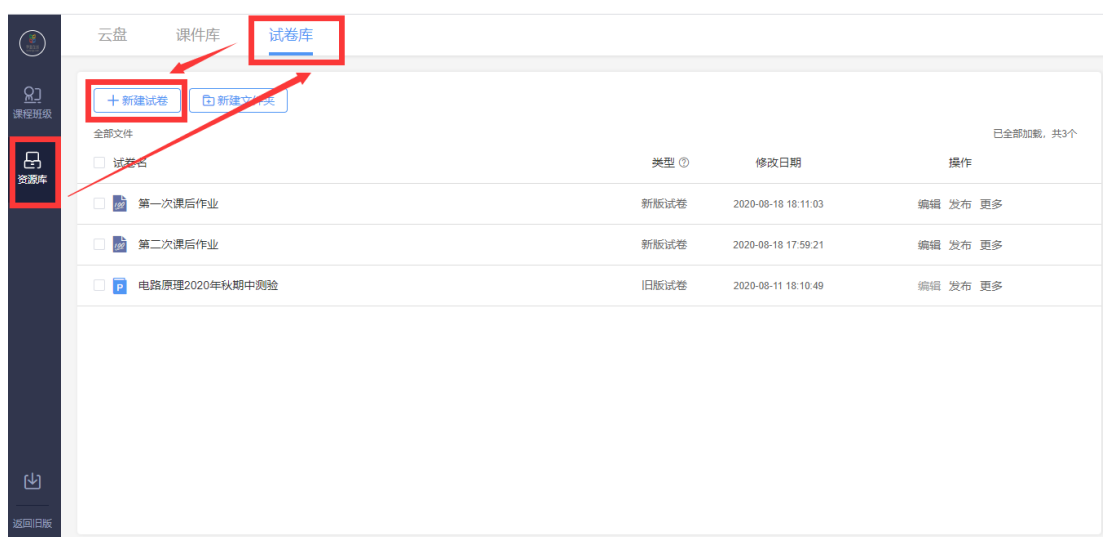 云盘 课件库 试卷库
课程班级
资源库
+ 新建试卷 新建文件夹
全部文件 已全部加载，共3个
试卷名 类型 修改日期 操作
第一次课后作业 新版试卷 2020-08-18 18:11:03 编辑 发布 更多
第二次课后作业 新版试卷 2020-08-18 17:59:21 编辑 发布 更多
P 电路原理2020年秋期中测验 旧版试卷 2020-08-11 18:10:49 编辑 发布 更多
返回旧版